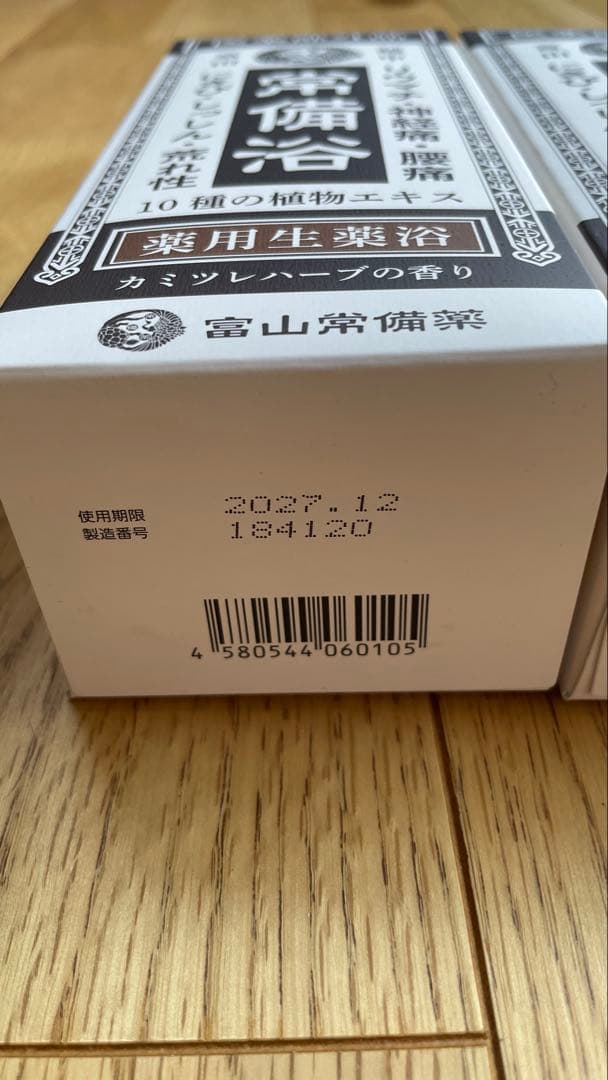 常備浴
リウマチ・神経痛・腰痛
しっしん・荒れ性
10種の植物エキス
薬用生薬浴
カミツレハーブの香り
富山常備薬
使用期限 2027.12
製造番号 184120
4 580544 060105